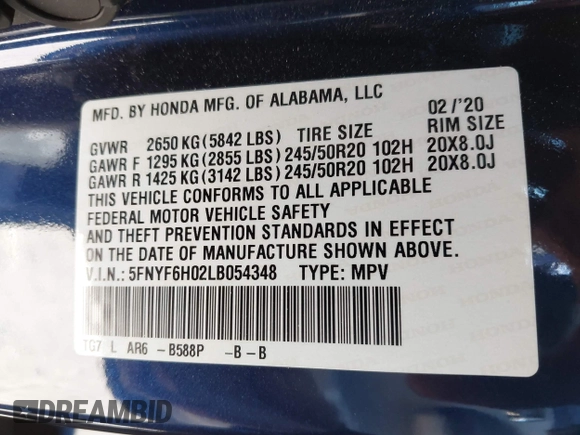 MFD. BY HONDA MFG. OF ALABAMA, LLC 02/'20
GVWR 2650 KG (5842 LBS) TIRE SIZE RIM SIZE
GAWR F 1295 KG (2855 LBS) 245/50R20 102H 20X8.0J
GAWR R 1425 KG (3142 LBS) 245/50R20 102H 20X8.0J
THIS VEHICLE CONFORMS TO ALL APPLICABLE
FEDERAL MOTOR VEHICLE SAFETY
AND THEFT PREVENTION STANDARDS IN EFFECT
ON THE DATE OF MANUFACTURE SHOWN ABOVE.
V.I.N.: 5FNYF6H02LB054348 TYPE: MPV
TG7 L AR6 -B588P -B-B
DREAMBID